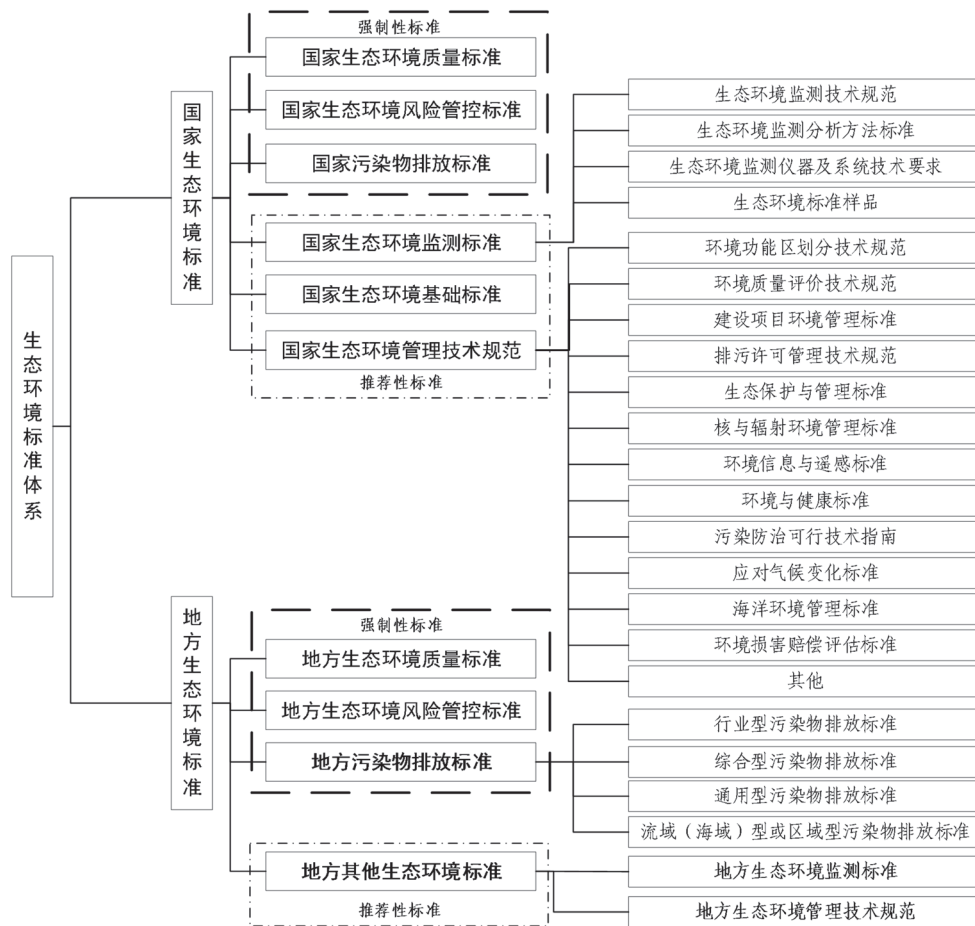 生态环境标准体系
国家生态环境标准
强制性标准
国家生态环境质量标准
国家生态环境风险管控标准
国家污染物排放标准
国家生态环境监测标准
国家生态环境基础标准
国家生态环境管理技术规范
推荐性标准
生态环境监测技术规范
生态环境监测分析方法标准
生态环境监测仪器及系统技术要求
生态环境标准样品
环境功能区划分技术规范
环境质量评价技术规范
建设项目环境管理标准
排污许可管理技术规范
生态保护与管理标准
核与辐射环境管理标准
环境信息与遥感标准
环境与健康标准
污染防治可行技术指南
应对气候变化标准
海洋环境管理标准
环境损害赔偿评估标准
其他
地方生态环境标准
强制性标准
地方生态环境质量标准
地方生态环境风险管控标准
地方污染物排放标准
地方其他生态环境标准
推荐性标准
行业型污染物排放标准
综合型污染物排放标准
通用型污染物排放标准
流域（海域）型或区域型污染物排放标准
地方生态环境监测标准
地方生态环境管理技术规范